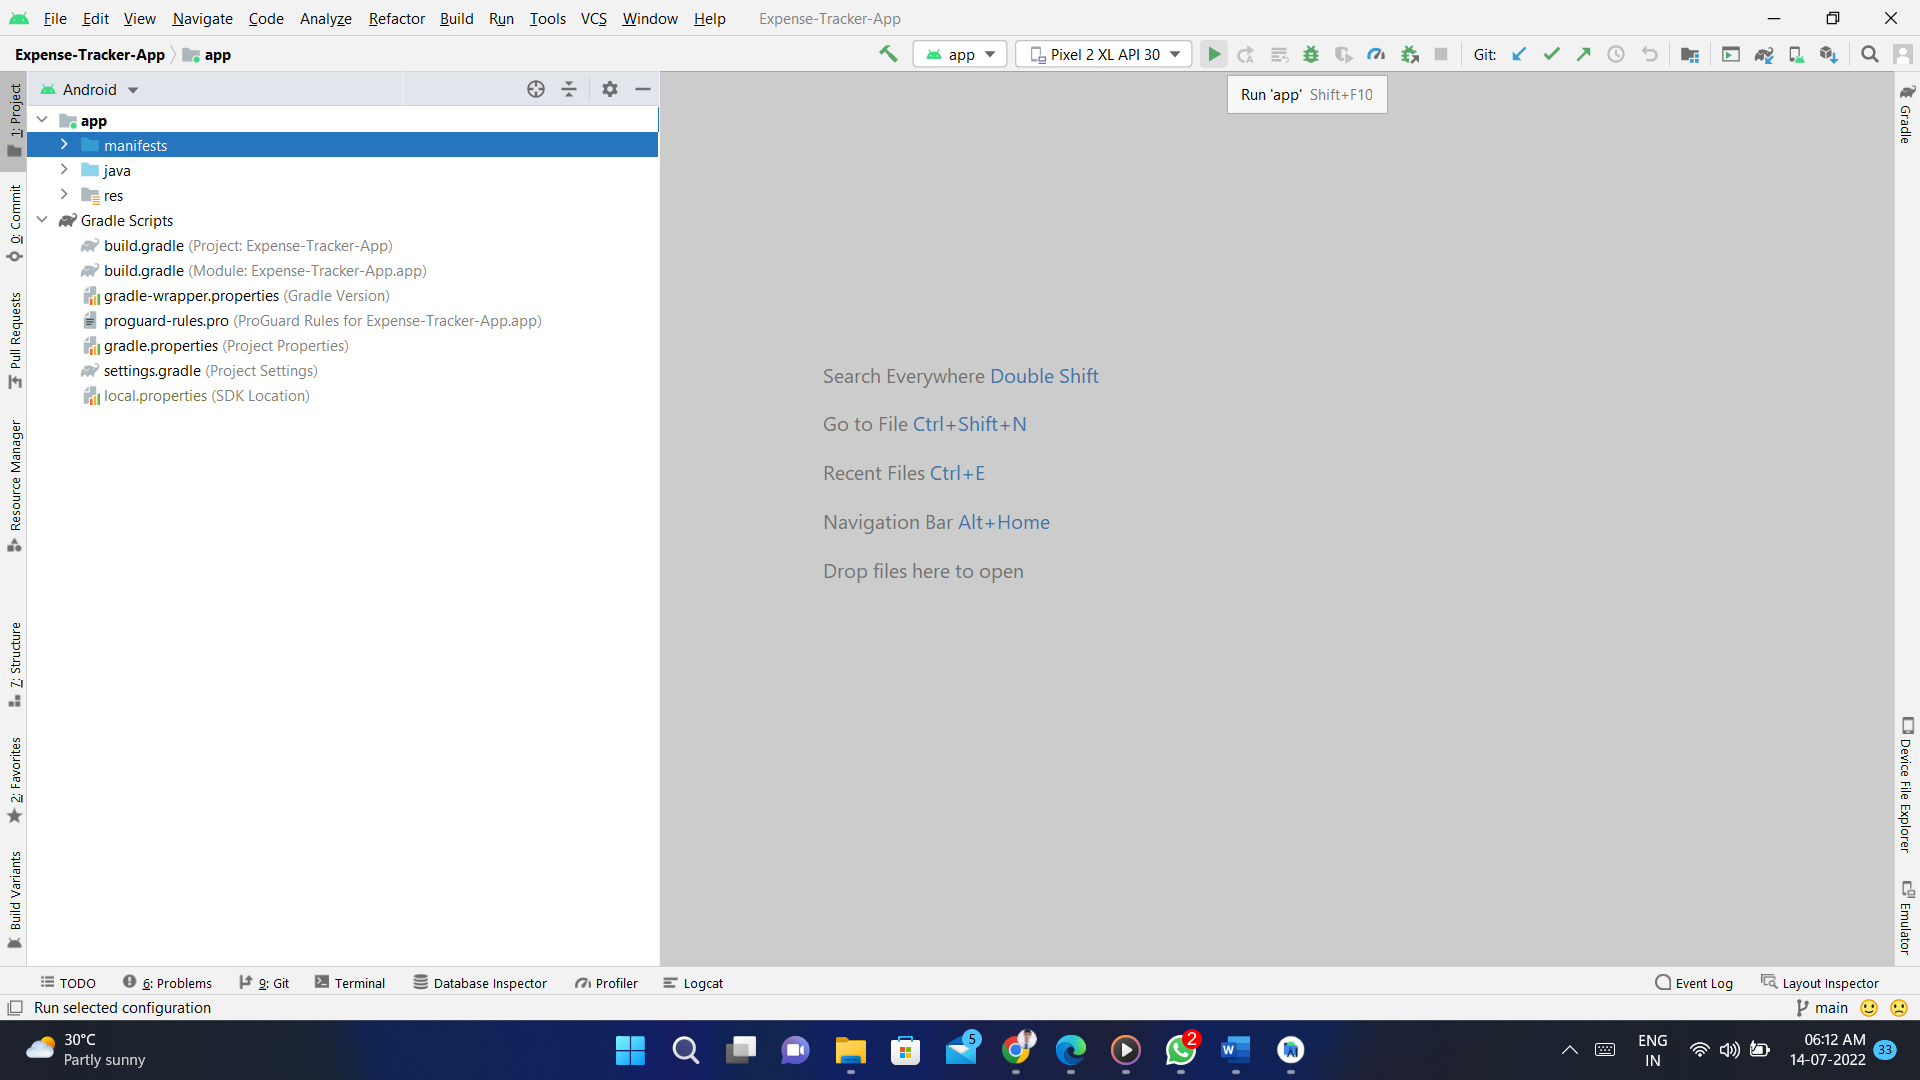 File Edit View Navigate Code Analyze Refactor Build Run Tools VCS Window Help Expense-Tracker-App
Expense-Tracker-App app
app Pixel 2 XL API 30 Git:
Run 'app' Shift+F10
Android
app
manifests
java
res
Gradle Scripts
build.gradle (Project: Expense-Tracker-App)
build.gradle (Module: Expense-Tracker-App.app)
gradle-wrapper.properties (Gradle Version)
proguard-rules.pro (ProGuard Rules for Expense-Tracker-App.app)
gradle.properties (Project Properties)
settings.gradle (Project Settings)
local.properties (SDK Location)
1: Project
0: Commit
Pull Requests
Resource Manager
7: Structure
2: Favorites
Build Variants
Search Everywhere Double Shift
Go to File Ctrl+Shift+N
Recent Files Ctrl+E
Navigation Bar Alt+Home
Drop files here to open
Gradle
Device File Explorer
Emulator
TODO 6: Problems 9: Git Terminal Database Inspector Profiler Logcat Event Log Layout Inspector
Run selected configuration main
30°C
Partly sunny
5
2
W
ENG
IN
06:12 AM
14-07-2022
33